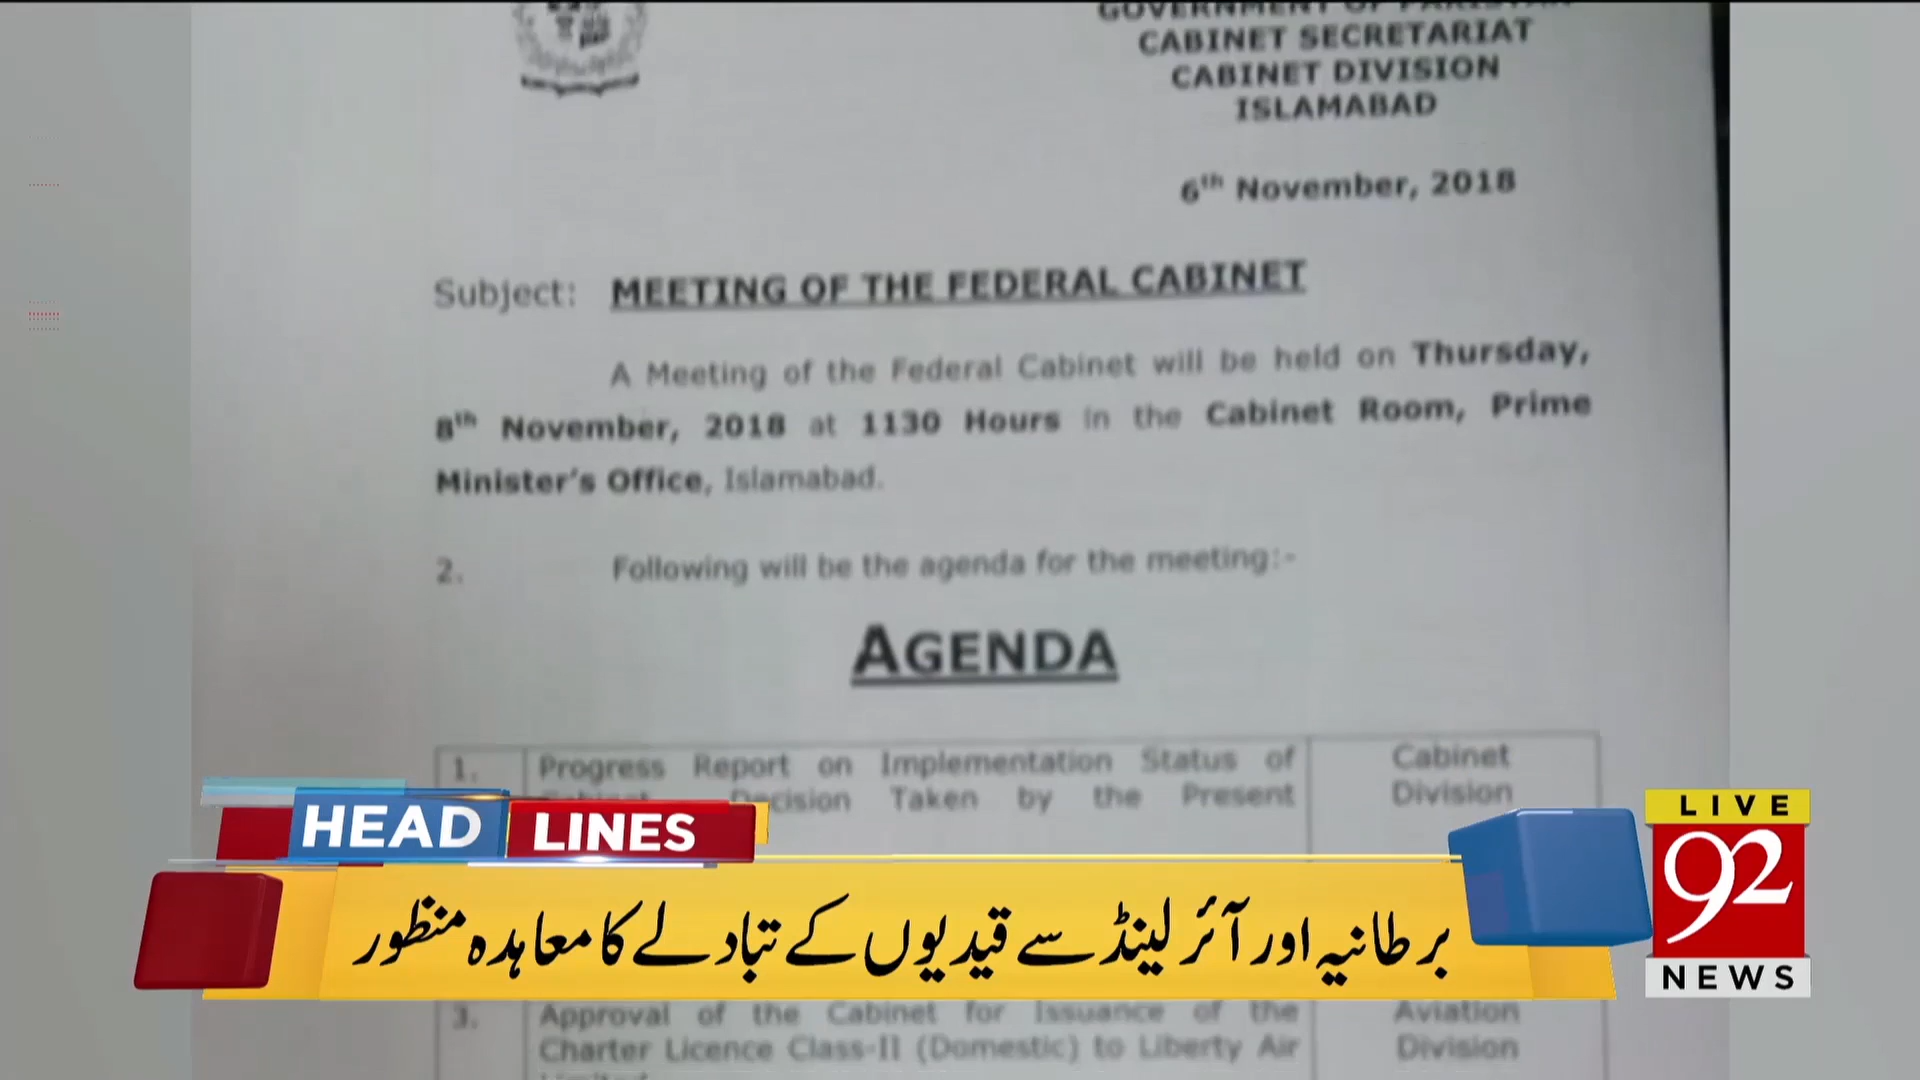 GOVERNMENT OF PAKISTAN
CABINET SECRETARIAT
CABINET DIVISION
ISLAMABAD
6th November, 2018
Subject: MEETING OF THE FEDERAL CABINET
A Meeting of the Federal Cabinet will be held on Thursday,
8th November, 2018 at 1130 Hours in the Cabinet Room, Prime
Minister's Office, Islamabad.
2. Following will be the agenda for the meeting:-
AGENDA
1. Progress Report on Implementation Status of Cabinet
Decision Taken by the Present Division
HEAD LINES
برطانیہ اور آئرلینڈ سے قیدیوں کے تبادلے کا معاہدہ منظور
LIVE
92
NEWS
3. Approval of the Cabinet for Issuance of the Aviation
Charter Licence Class-II (Domestic) to Liberty Air Division